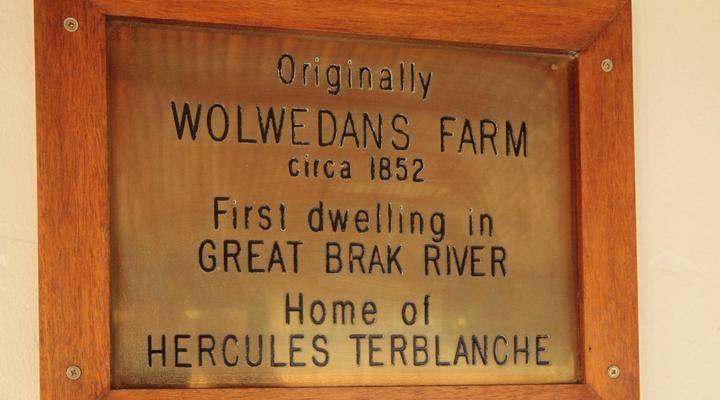 Originally
WOLWEDANS FARM
circa 1852
First dwelling in
GREAT BRAK RIVER
Home of
HERCULES TERBLANCHE